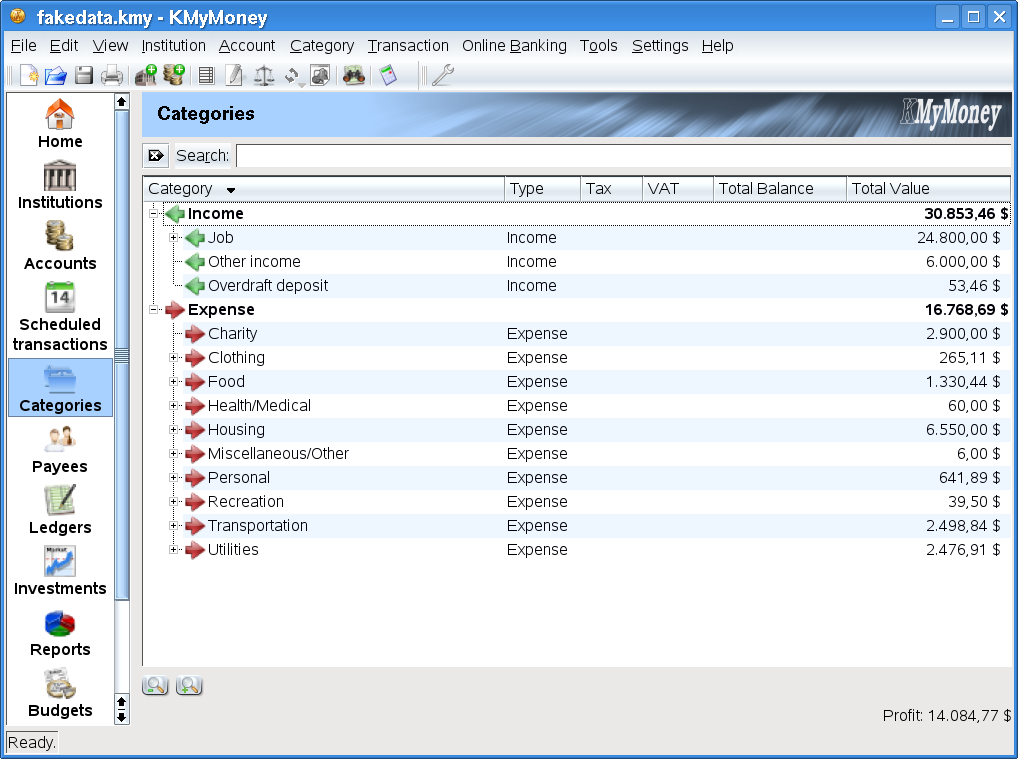 fakedata.kmy - KMyMoney
File Edit View Institution Account Category Transaction Online Banking Tools Settings Help
Home
Institutions
Accounts
14
Scheduled
transactions
Categories
Payees
Ledgers
Market
Investments
Reports
Budgets
Categories
KMyMoney
Search:
Category Type Tax VAT Total Balance Total Value
Income 30.853,46 $
Job Income 24.800,00 $
Other income Income 6.000,00 $
Overdraft deposit Income 53,46 $
Expense 16.768,69 $
Charity Expense 2.900,00 $
Clothing Expense 265,11 $
Food Expense 1.330,44 $
Health/Medical Expense 60,00 $
Housing Expense 6.550,00 $
Miscellaneous/Other Expense 6,00 $
Personal Expense 641,89 $
Recreation Expense 39,50 $
Transportation Expense 2.498,84 $
Utilities Expense 2.476,91 $
Profit: 14.084,77 $
Ready.